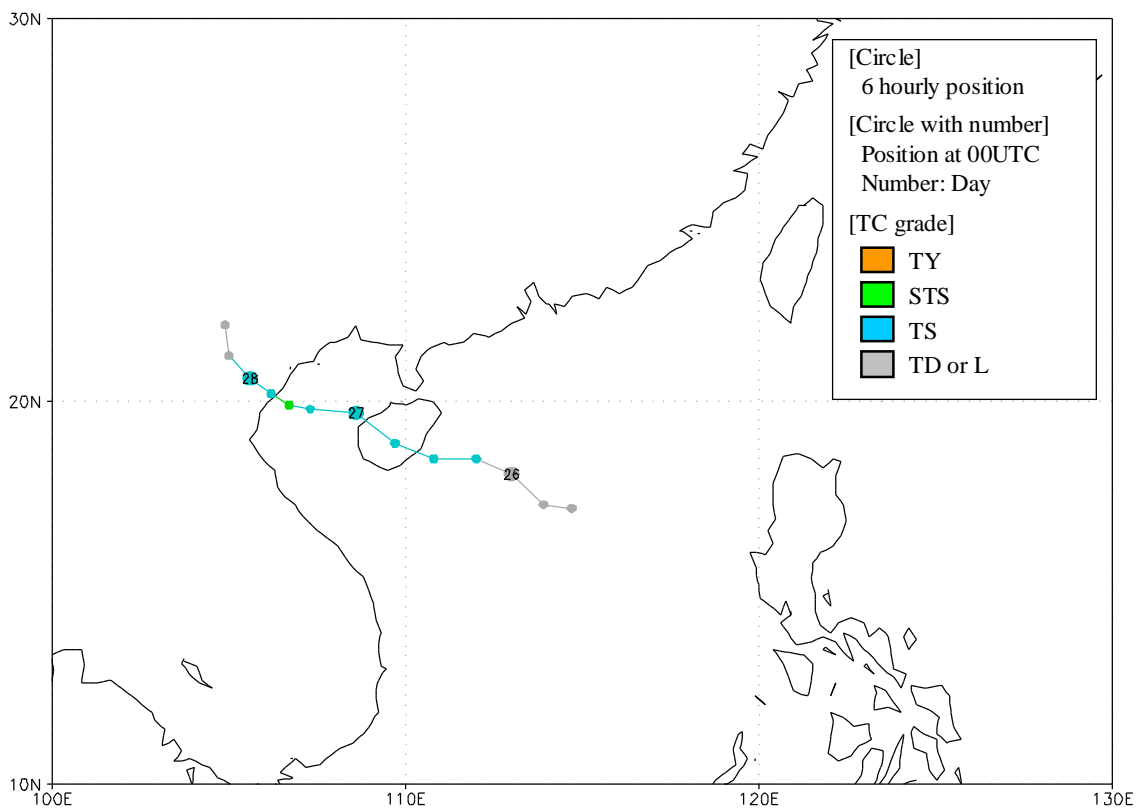 30N
[Circle]
6 hourly position
[Circle with number]
Position at 00UTC
Number: Day
[TC grade]
TY
STS
TS
TD or L
28
20N
27
26
10N
100E 110E 120E 130E